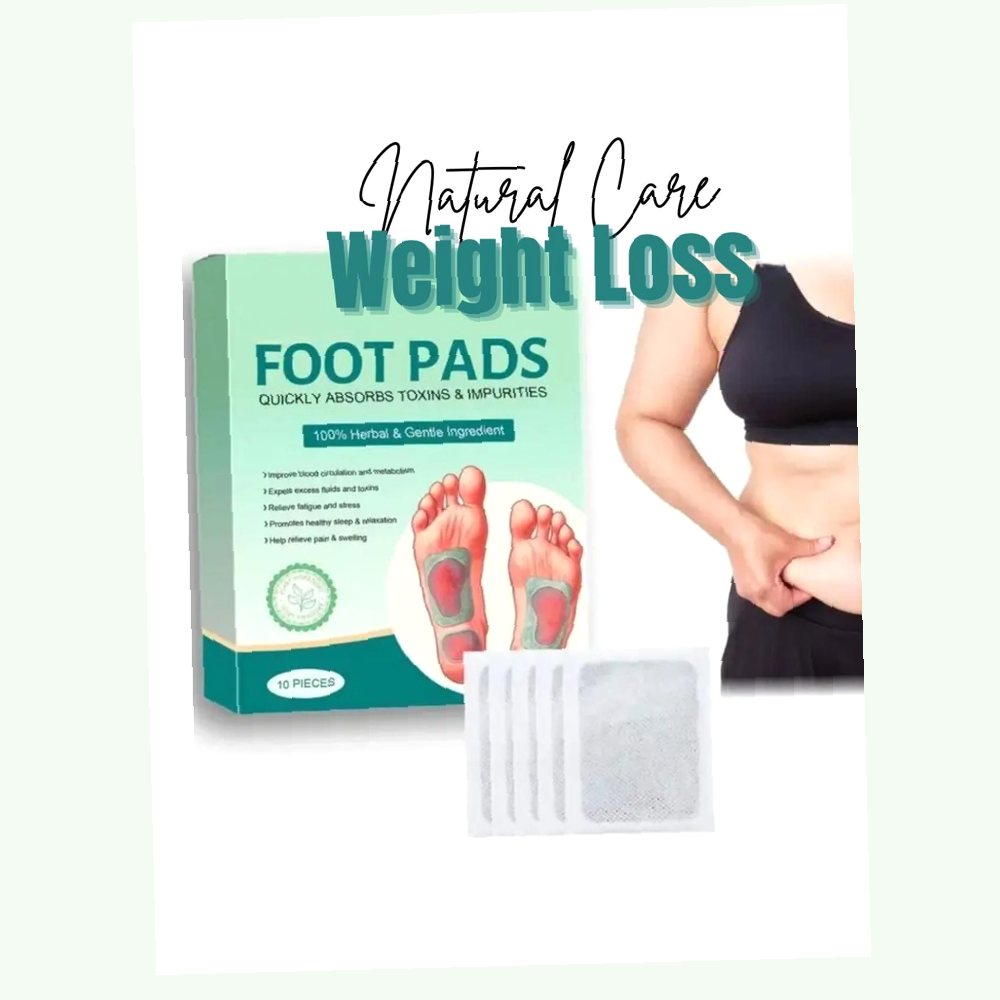 Natural Care
Weight Loss
FOOT PADS
QUICKLY ABSORBS TOXINS & IMPURITIES
100% Herbal & Gentle Ingredient
›Improve blood circulation and metabolism
›Expels excess fluids and toxins
›Relieve fatigue and stress
›Promotes healthy sleep & relaxation
›Help relieve pain & swelling
10 PIECES